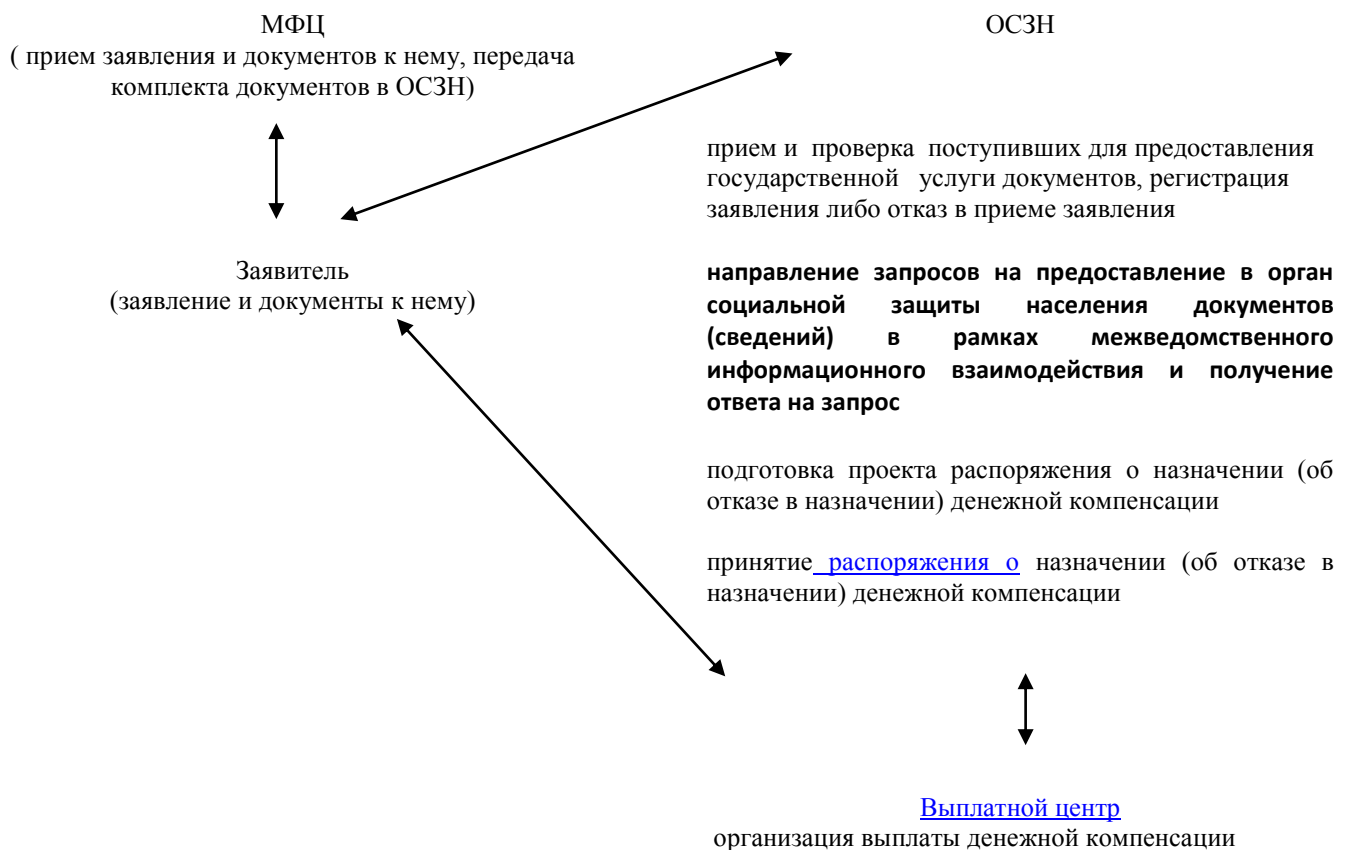 МФЦ
( прием заявления и документов к нему, передача
комплекта документов в ОСЗН)
Заявитель
(заявление и документы к нему)
ОСЗН
прием и проверка поступивших для предоставления
государственной услуги документов, регистрация
заявления либо отказ в приеме заявления
направление запросов на предоставление в орган
социальной защиты населения документов
(сведений) в рамках межведомственного
информационного взаимодействия и получение
ответа на запрос
подготовка проекта распоряжения о назначении (об
отказе в назначении) денежной компенсации
принятие распоряжения о назначении (об отказе в
назначении) денежной компенсации
Выплатной центр
организация выплаты денежной компенсации